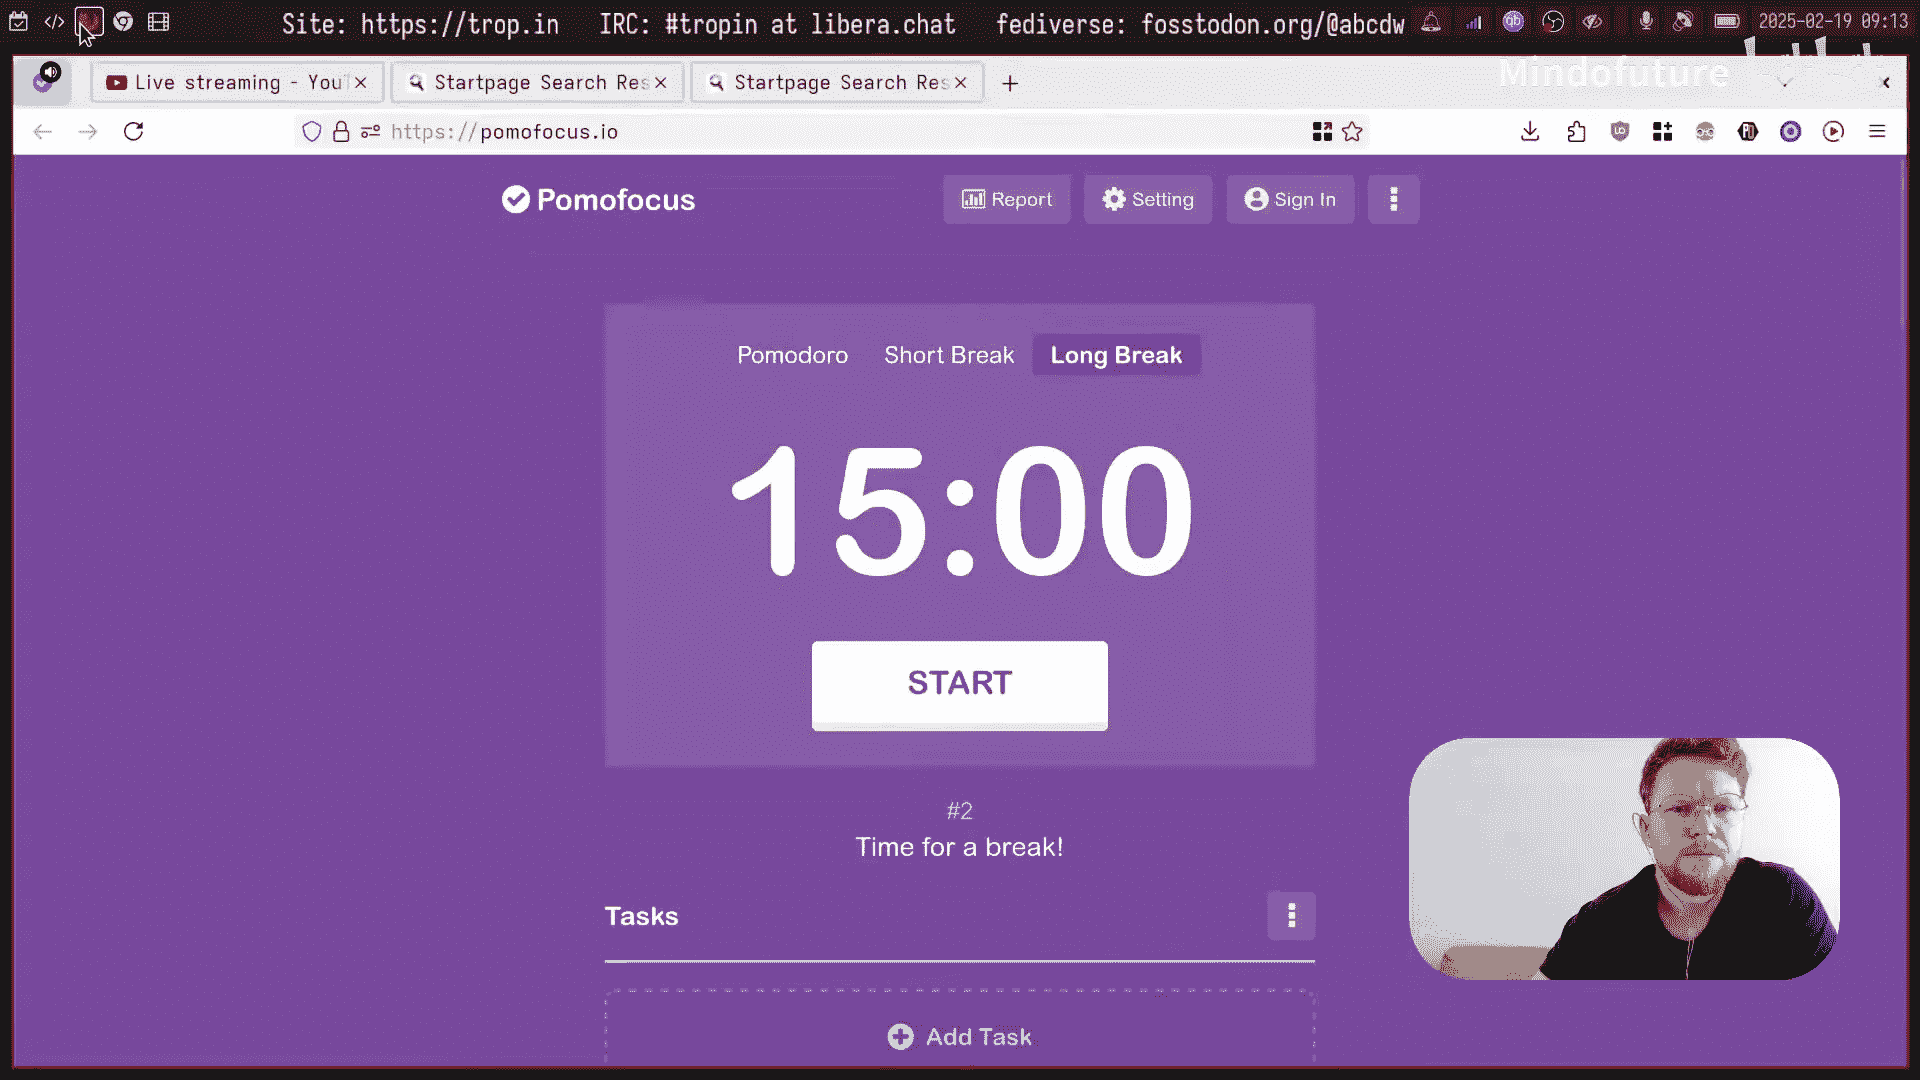 Site: https://trop.in IRC: #tropin at libera.chat fediverse: fosstodon.org/@abcdw 2025-02-19 09:13
Live streaming - You
Startpage Search Res
Startpage Search Res
Mindofuture
https://pomofocus.io
Pomofocus
Report
Setting
Sign In
Pomodoro
Short Break
Long Break
15:00
START
#2
Time for a break!
Tasks
Add Task